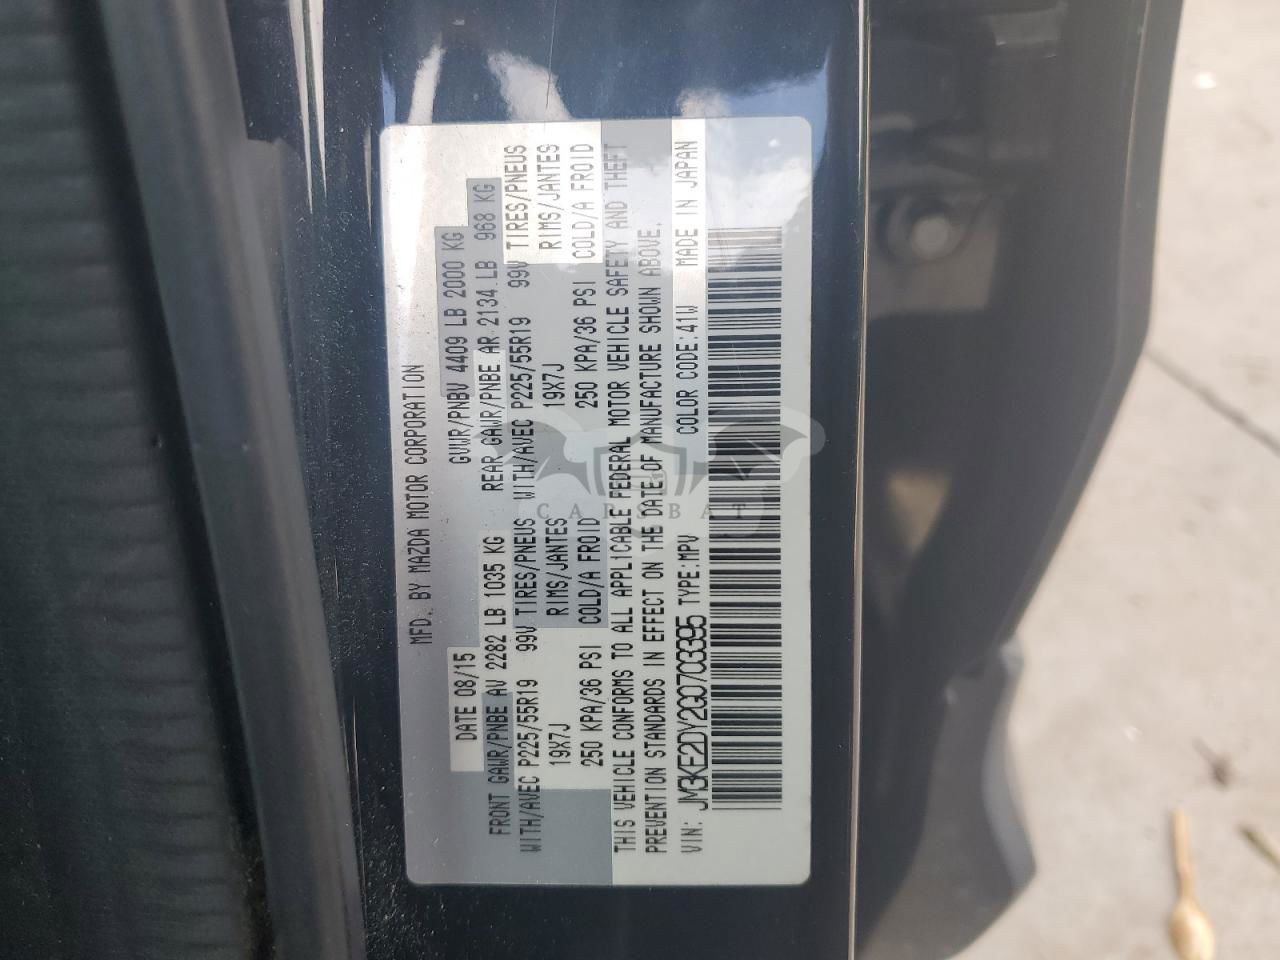 MFD. BY MAZDA MOTOR CORPORATION
DATE 08/15 GVWR/PNBV 4409 LB 2000 KG
FRONT GAWR/PNBE AV 2282 LB 1035 KG REAR GAWR/PNBE AR 2134 LB 968 KG
WITH/AVEC P225/55R19 99V TIRES/PNEUS WITH/AVEC P225/55R19 99V TIRES/PNEUS
19X7J RIMS/JANTES 19X7J RIMS/JANTES
250 KPA/36 PSI COLD/A FROID 250 KPA/36 PSI COLD/A FROID
THIS VEHICLE CONFORMS TO ALL APPLICABLE FEDERAL MOTOR VEHICLE SAFETY AND THEFT
PREVENTION STANDARDS IN EFFECT ON THE DATE OF MANUFACTURE SHOWN ABOVE.
VIN: JM3KE2DY2G0703395 TYPE:MPV COLOR CODE:41W MADE IN JAPAN
CARSBAT